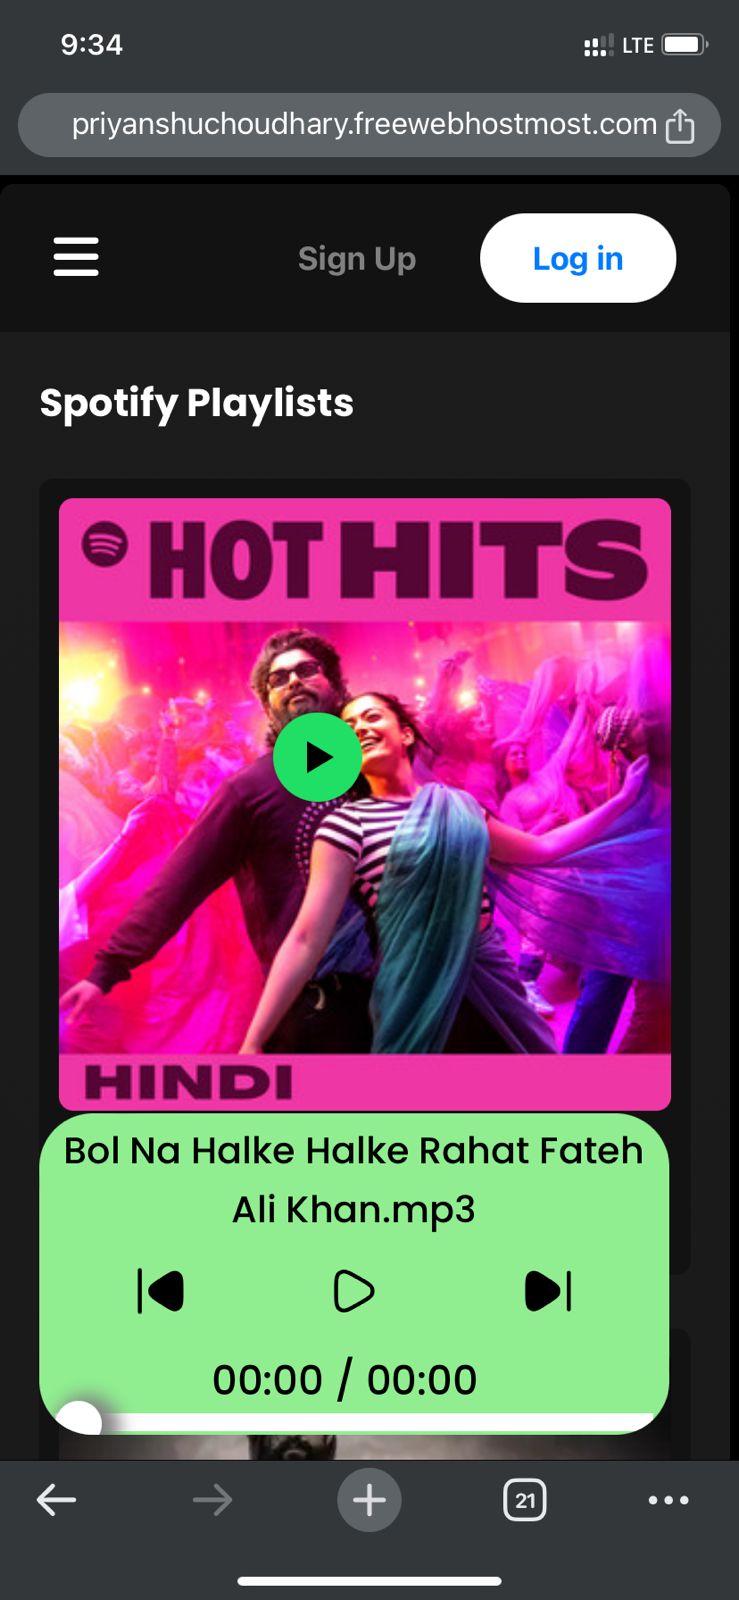 9:34
LTE
priyanshuchoudhary.freewebhostmost.com
Sign Up
Log in
Spotify Playlists
HOT HITS
HINDI
Bol Na Halke Halke Rahat Fateh
Ali Khan.mp3
00:00 / 00:00
21